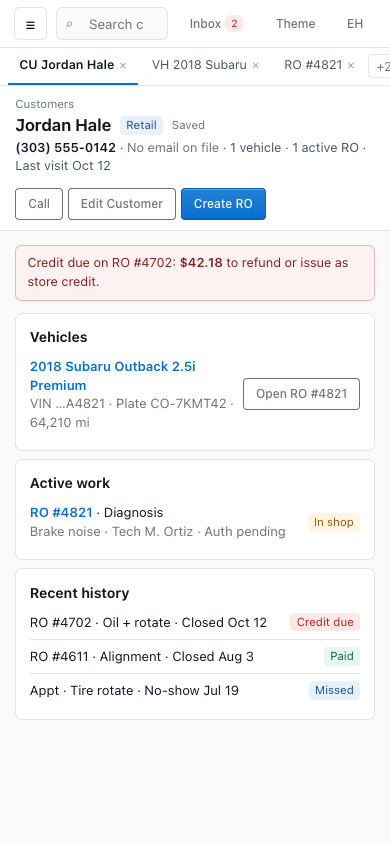 ☰ Search c Inbox 2 Theme EH
CU Jordan Hale × VH 2018 Subaru × RO #4821 × +2
Customers
Jordan Hale Retail Saved
(303) 555-0142 · No email on file · 1 vehicle · 1 active RO ·
Last visit Oct 12
Call Edit Customer Create RO
Credit due on RO #4702: $42.18 to refund or issue as
store credit.
Vehicles
2018 Subaru Outback 2.5i
Premium
VIN …A4821 · Plate CO-7KMT42 ·
64,210 mi
Open RO #4821
Active work
RO #4821 · Diagnosis
Brake noise · Tech M. Ortiz · Auth pending
In shop
Recent history
RO #4702 · Oil + rotate · Closed Oct 12 Credit due
RO #4611 · Alignment · Closed Aug 3 Paid
Appt · Tire rotate · No-show Jul 19 Missed